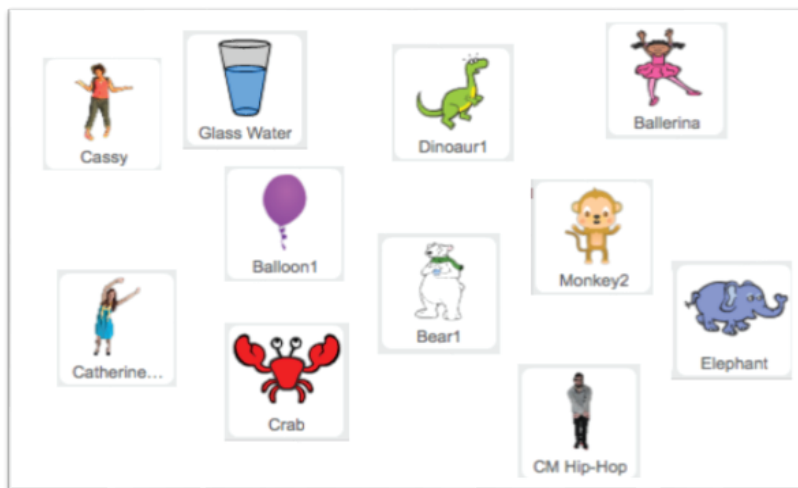 Cassy
Glass Water
Dinoaur1
Ballerina
Balloon1
Monkey2
Bear1
Catherine...
Crab
Elephant
CM Hip-Hop